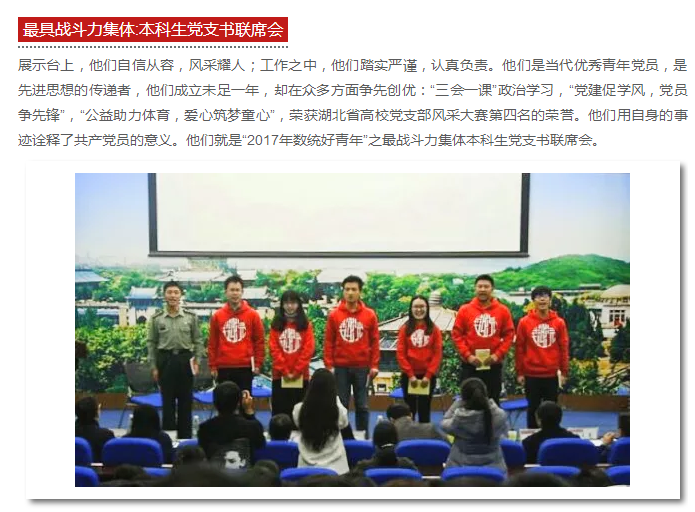 最具战斗力集体:本科生党支书联席会
展示台上，他们自信从容，风采耀人；工作之中，他们踏实严谨，认真负责。他们是当代优秀青年党员，是
先进思想的传递者，他们成立未足一年，却在众多方面争先创优：“三会一课”政治学习，“党建促学风，党员
争先锋”，“公益助力体育，爱心筑梦童心”，荣获湖北省高校党支部风采大赛第四名的荣誉。他们用自身的事
迹诠释了共产党员的意义。他们就是“2017年数统好青年”之最战斗力集体本科生党支书联席会。